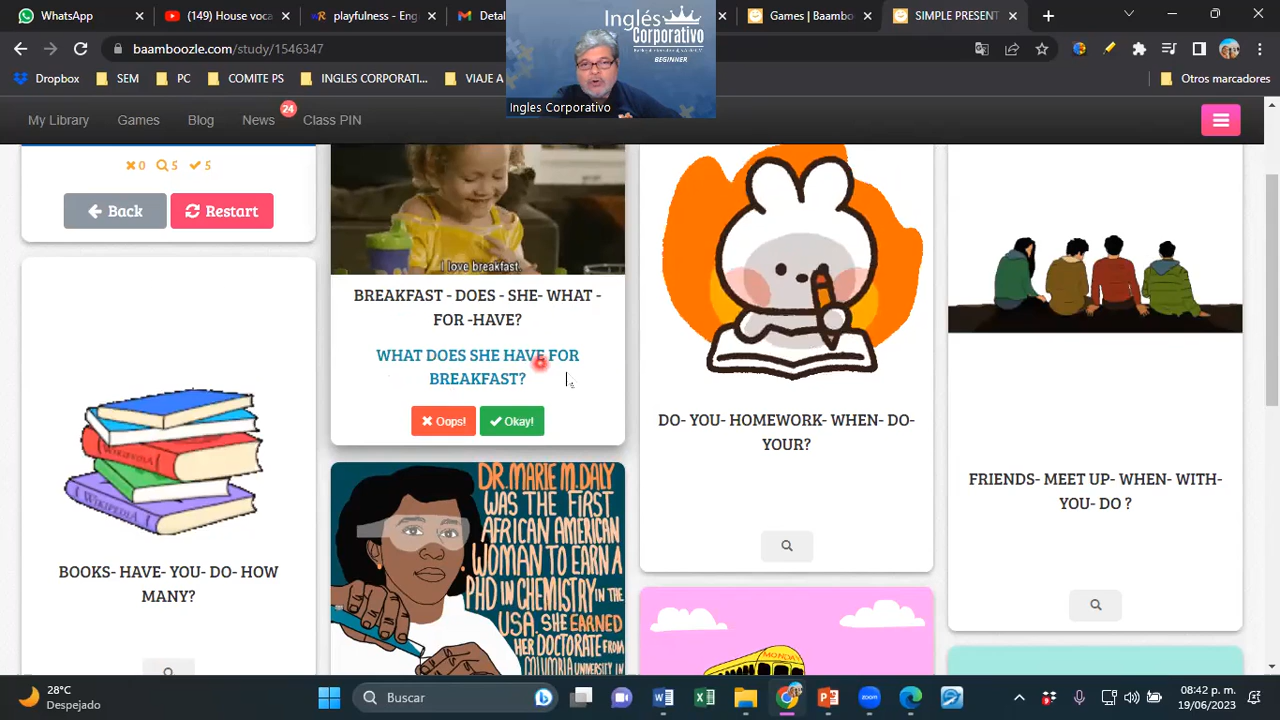 WhatsApp
(149) Horus voca
playfulness - Eng
Detal
Games | Baambo
SIMPLE PRESENT
baamboozle.com/study/1546347
Dropbox
SEM
PC
COMITE PS
INGLES CORPORATI...
VIAJE A
Otros marcadores
Inglés
Corporativo
BEGINNER
Ingles Corporativo
My Library
Games
Blog
News
24
Class PIN
0
5
5
Back
Restart
I love breakfast.
BREAKFAST - DOES - SHE- WHAT -
FOR -HAVE?
WHAT DOES SHE HAVE FOR
BREAKFAST?
Oops!
Okay!
WIKIPEDIA
WIKIPEDIA
BOOKS- HAVE- YOU- DO- HOW
MANY?
DR. MARIE M. DALY
WAS THE FIRST
AFRICAN AMERICAN
WOMAN TO EARN A
PHD IN CHEMISTRY IN THE
USA. SHE EARNED
HER DOCTORATE FROM
COLUMBIA UNIVERSITY IN
DO- YOU- HOMEWORK- WHEN- DO-
YOUR?
MONDAY
FRIENDS- MEET UP- WHEN- WITH-
YOU- DO ?
28°C
Despejado
Buscar
08:42 p. m.
19/06/2023